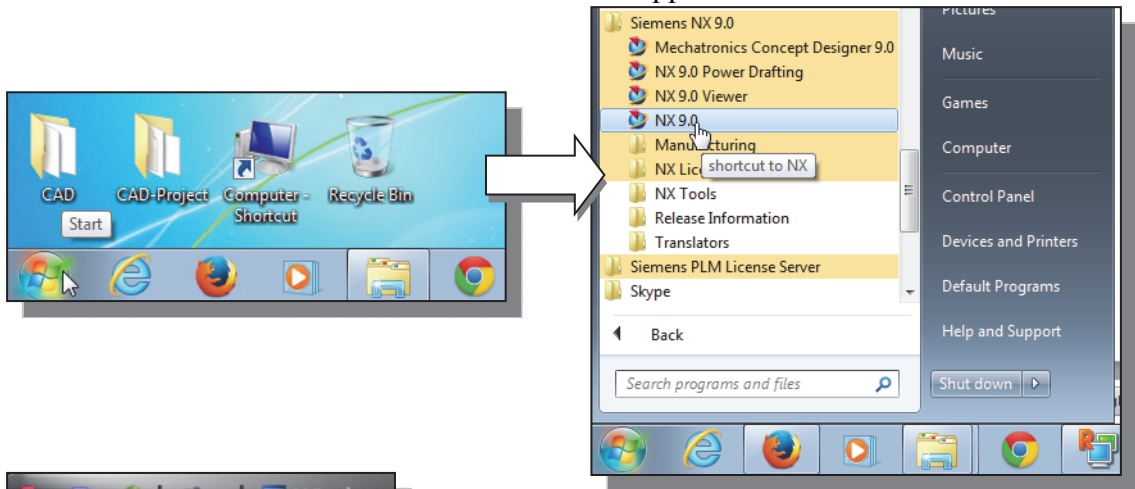 CAD
CAD-Project
Computer -
Shortcut
Recycle Bin
Start
Siemens NX 9.0
Mechatronics Concept Designer 9.0
NX 9.0 Power Drafting
NX 9.0 Viewer
NX 9.0
NX Tools
Release Information
Translators
Siemens PLM License Server
Skype
Back
Search programs and files
shortcut to NX
Pictures
Music
Games
Computer
Control Panel
Devices and Printers
Default Programs
Help and Support
Shut down